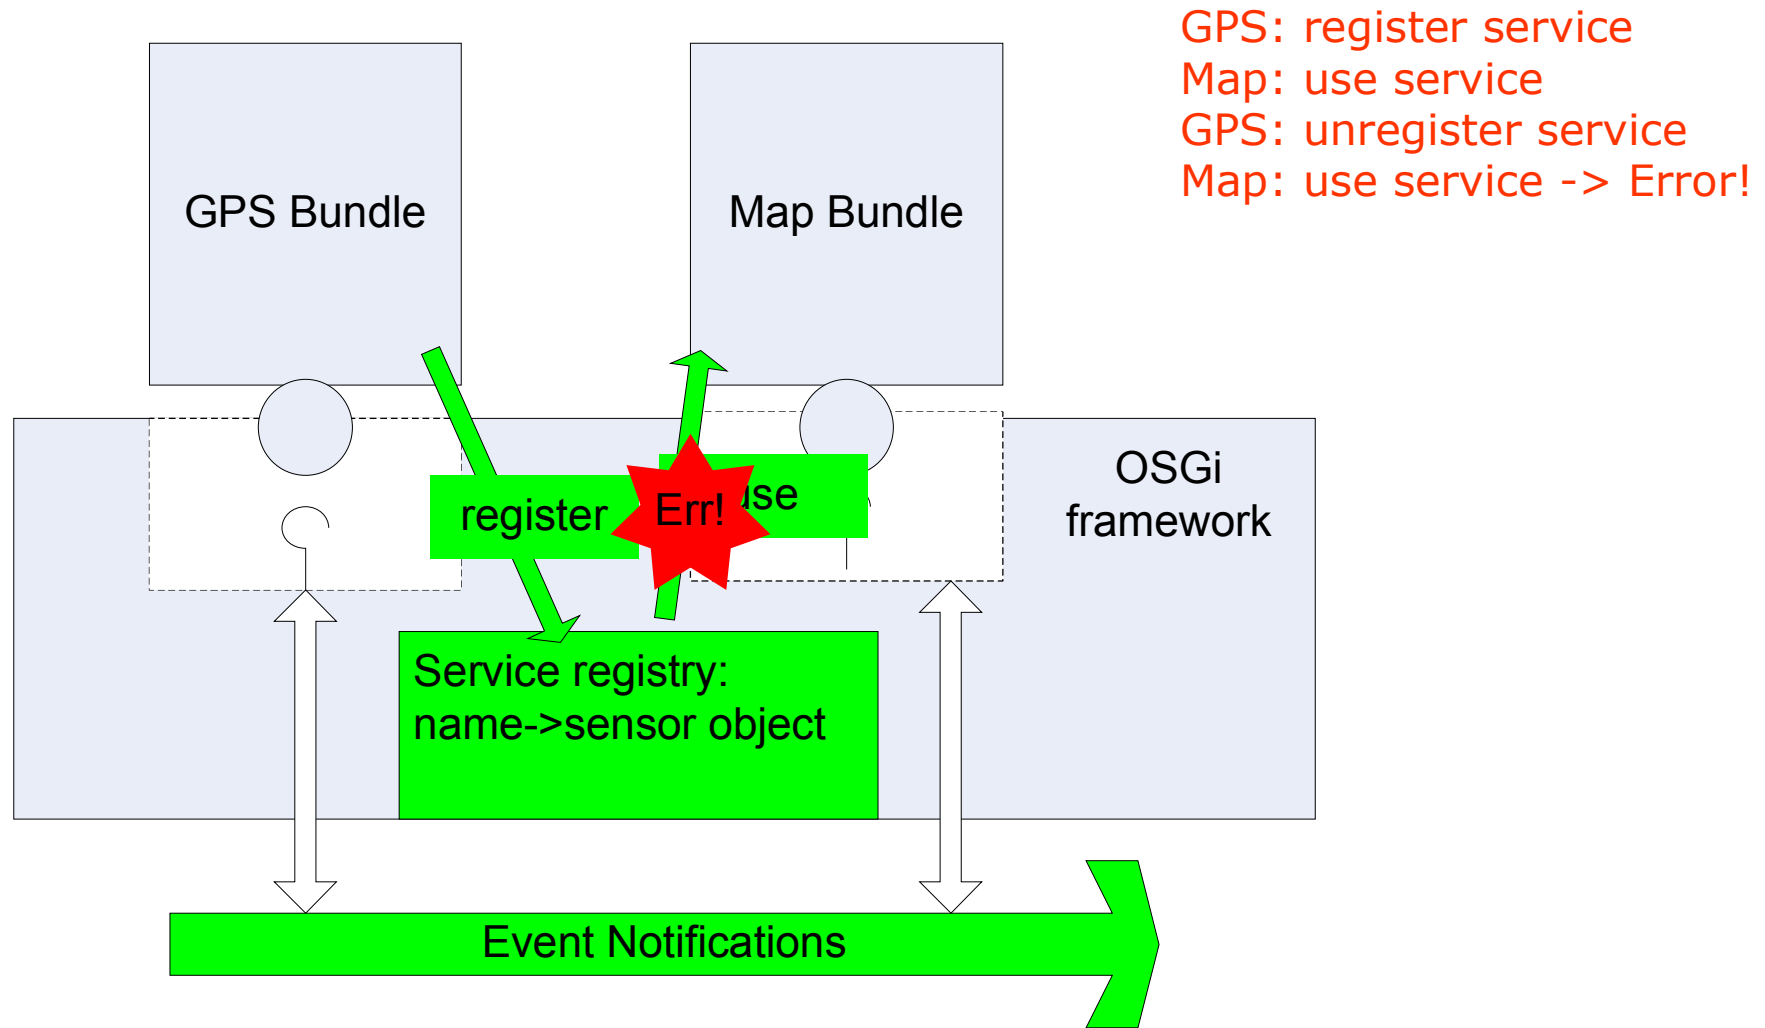 GPS: register service
Map: use service
GPS: unregister service
Map: use service -> Error!
GPS Bundle
Map Bundle
OSGi
framework
register
Err!
use
Service registry:
name->sensor object
Event Notifications